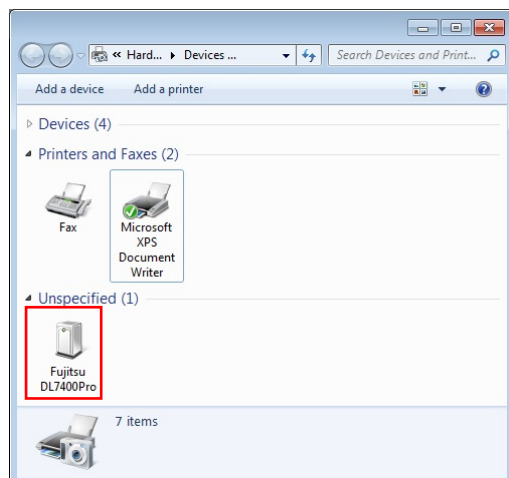 « Hard... ▸ Devices ...
Search Devices and Print...
Add a device Add a printer
Devices (4)
Printers and Faxes (2)
Fax
Microsoft
XPS
Document
Writer
Unspecified (1)
Fujitsu
DL7400Pro
7 items